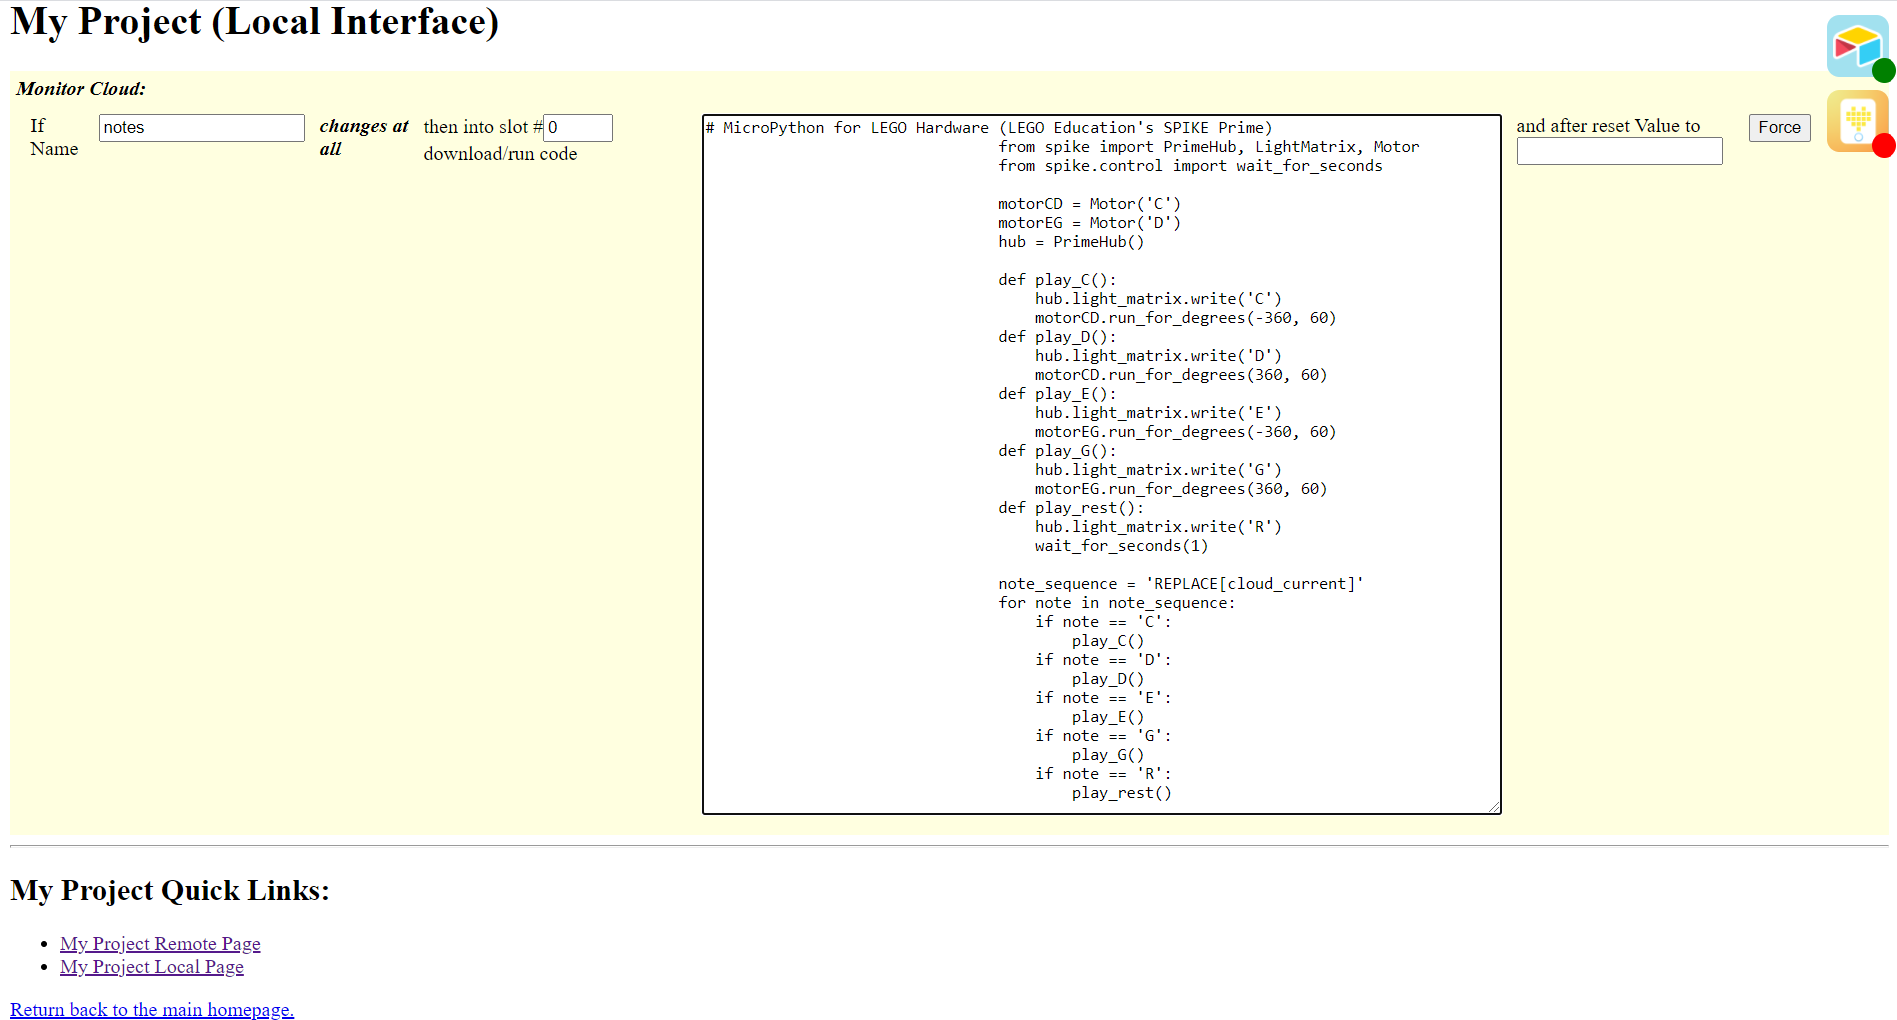 My Project (Local Interface)
Monitor Cloud:
If Name
notes
changes at all
then into slot #
0
download/run code
# MicroPython for LEGO Hardware (LEGO Education's SPIKE Prime)
from spike import PrimeHub, LightMatrix, Motor
from spike.control import wait_for_seconds
motorCD = Motor('C')
motorEG = Motor('D')
hub = PrimeHub()
def play_C():
hub.light_matrix.write('C')
motorCD.run_for_degrees(-360, 60)
def play_D():
hub.light_matrix.write('D')
motorCD.run_for_degrees(360, 60)
def play_E():
hub.light_matrix.write('E')
motorEG.run_for_degrees(-360, 60)
def play_G():
hub.light_matrix.write('G')
motorEG.run_for_degrees(360, 60)
def play_rest():
hub.light_matrix.write('R')
wait_for_seconds(1)
note_sequence = 'REPLACE[cloud_current]'
for note in note_sequence:
if note == 'C':
play_C()
if note == 'D':
play_D()
if note == 'E':
play_E()
if note == 'G':
play_G()
if note == 'R':
play_rest()
and after reset Value to
Force
My Project Quick Links:
My Project Remote Page
My Project Local Page
Return back to the main homepage.